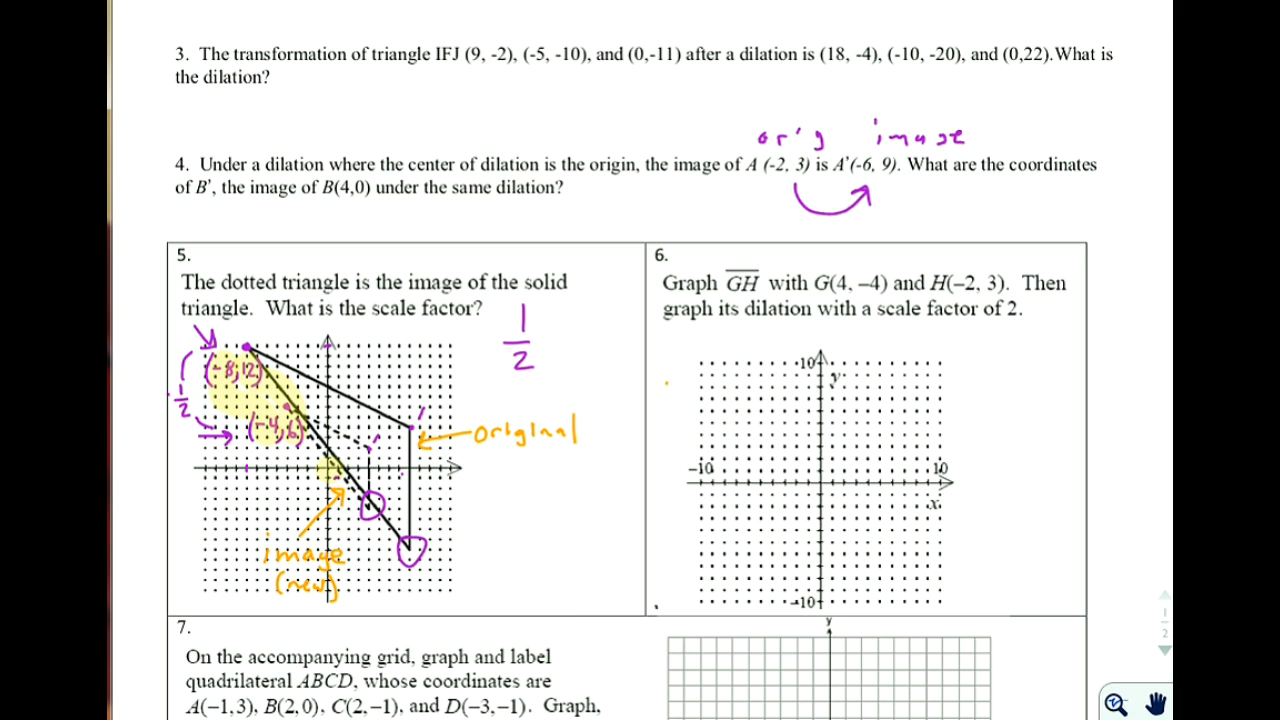 3. The transformation of triangle IFJ (9, -2), (-5, -10), and (0,-11) after a dilation is (18, -4), (-10, -20), and (0,22).What is
the dilation?
orig image
4. Under a dilation where the center of dilation is the origin, the image of A (-2, 3) is A’(-6, 9). What are the coordinates
of B’, the image of B(4,0) under the same dilation?
5.
The dotted triangle is the image of the solid
triangle. What is the scale factor?
1
2
(-8,12)
1
2
(-4,6)
original
image
(new)
6.
Graph GH with G(4, –4) and H(–2, 3). Then
graph its dilation with a scale factor of 2.
10
y
–10
10
x
–10
7.
On the accompanying grid, graph and label
quadrilateral ABCD, whose coordinates are
A(−1,3), B(2,0), C(2,−1), and D(−3,−1). Graph,
y
1
2